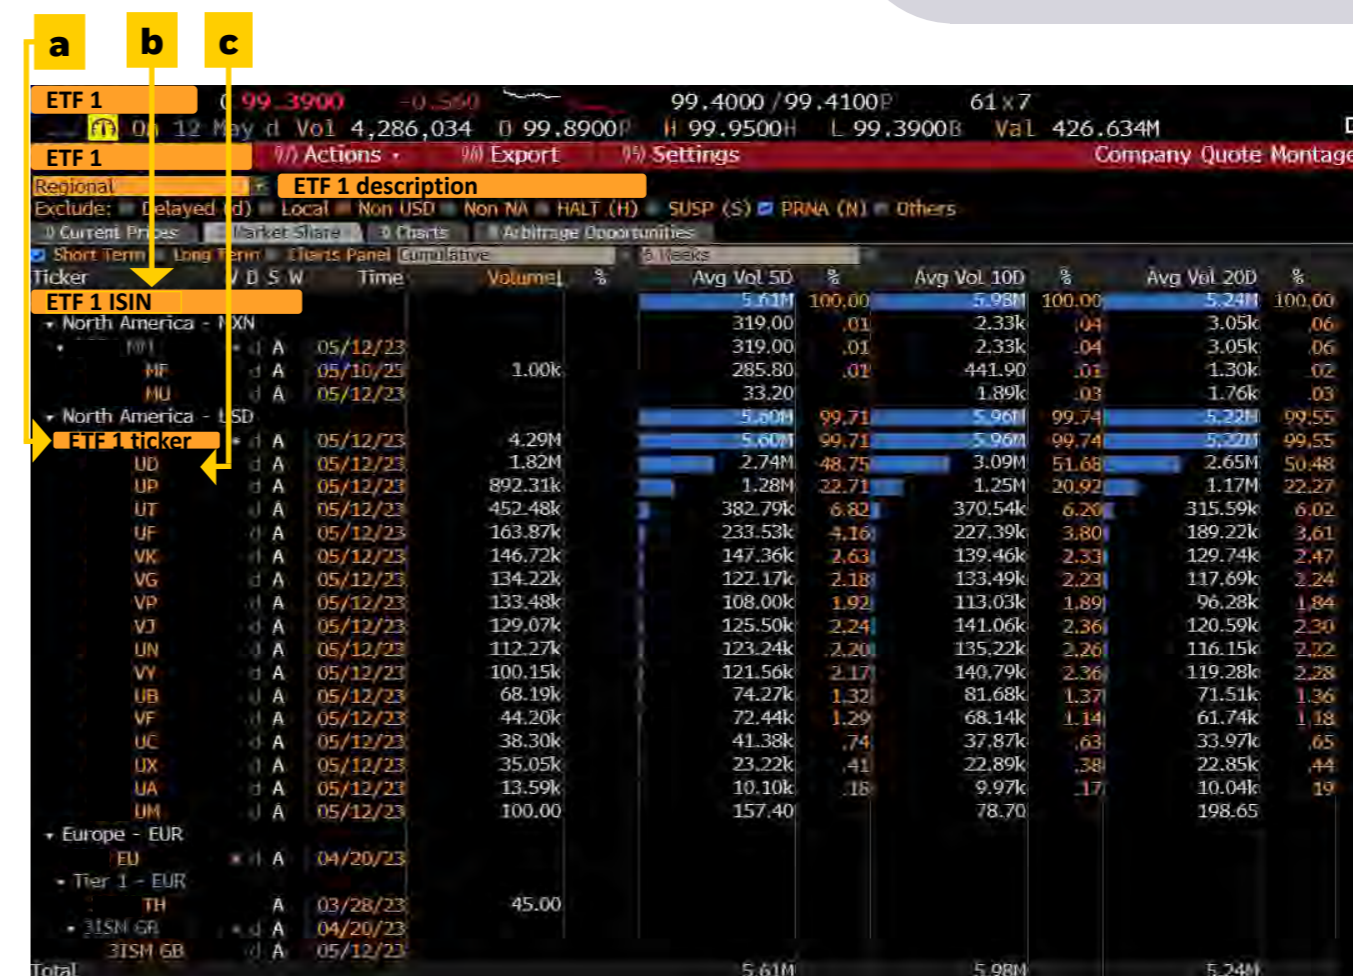 a b c
ETF 1 99.3900 -0.560 99.4000 / 99.4100P 61 x 7
On 12 May d Vol 4,286,034 O 99.8900P H 99.9500H L 99.3900B Val 426.634M
ETF 1 97) Actions 96) Export 95) Settings Company Quote Montage
Regional ETF 1 description
Exclude: Delayed (d) Local Non USD Non NA HALT (H) SUSP (S) PRNA (N) Others
Current Prices Market Share Charts Arbitrage Opportunities
Short Term Long Term Charts Panel Cumulative 6 Weeks
Ticker V D S W Time Volume % Avg Vol 5D % Avg Vol 10D % Avg Vol 20D %
ETF 1 ISIN 5.61M 100.00 5.98M 100.00 5.24M 100.00
North America - MXN 319.00 .01 2.33k .04 3.05k .06
d A 05/12/23 319.00 .01 2.33k .04 3.05k .06
MF d A 05/10/23 1.00k 285.80 .01 441.90 .01 1.30k .02
MU d A 05/12/23 33.20 1.89k .03 1.76k .03
North America - USD 5.60M 99.71 5.96M 99.74 5.22M 99.55
ETF 1 ticker d A 05/12/23 4.29M 5.60M 99.71 5.96M 99.74 5.22M 99.55
UD d A 05/12/23 1.82M 2.74M 48.75 3.09M 51.68 2.65M 50.48
UP d A 05/12/23 892.31k 1.28M 22.71 1.25M 20.92 1.17M 22.27
UT d A 05/12/23 452.48k 382.79k 6.82 370.54k 6.20 315.59k 6.02
UF d A 05/12/23 163.87k 233.53k 4.16 227.39k 3.80 189.22k 3.61
VK d A 05/12/23 146.72k 147.36k 2.63 139.46k 2.33 129.74k 2.47
VG d A 05/12/23 134.22k 122.17k 2.18 133.49k 2.23 117.69k 2.24
VP d A 05/12/23 133.48k 108.00k 1.92 113.03k 1.89 96.28k 1.84
VJ d A 05/12/23 129.07k 125.50k 2.24 141.06k 2.36 120.59k 2.30
UN d A 05/12/23 112.27k 123.24k 2.20 135.22k 2.26 116.15k 2.22
VY d A 05/12/23 100.15k 121.56k 2.17 140.79k 2.36 119.28k 2.28
UB d A 05/12/23 68.19k 74.27k 1.32 81.68k 1.37 71.51k 1.36
VF d A 05/12/23 44.20k 72.44k 1.29 68.14k 1.14 61.74k 1.18
UC d A 05/12/23 38.30k 41.38k .74 37.87k .63 33.97k .65
UX d A 05/12/23 35.05k 23.22k .41 22.89k .38 22.85k .44
UA d A 05/12/23 13.59k 10.10k .18 9.97k .17 10.04k .19
UM d A 05/12/23 100.00 157.40 78.70 198.65
Europe - EUR
EU d A 04/20/23
Tier 1 - EUR
TH A 03/28/23 45.00
3ISM GR d A 04/20/23
3ISM GB d A 05/12/23
Total 5.61M 5.98M 5.24M